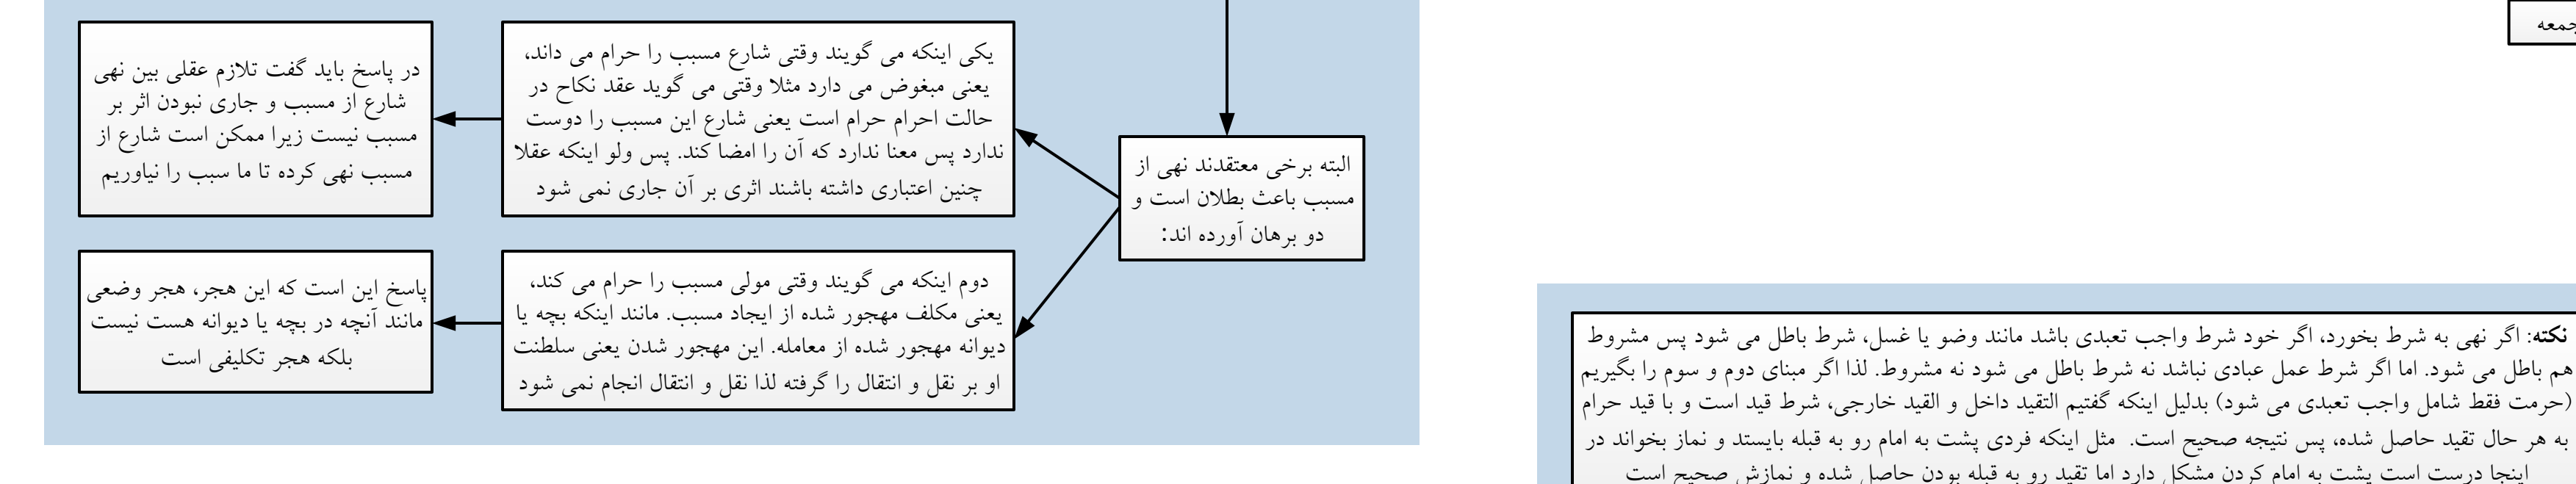 جمعه
البته برخی معتقدند نهی از
مسبب باعث بطلان است و
دو برهان آورده اند:
یکی اینکه می گویند وقتی شارع مسبب را حرام می داند،
یعنی مبغوض می دارد مثلا وقتی می گوید عقد نکاح در
حالت احرام حرام است یعنی شارع این مسبب را دوست
ندارد پس معنا ندارد که آن را امضا کند. پس ولو اینکه عقلا
چنین اعتباری داشته باشند اثری بر آن جاری نمی شود
در پاسخ باید گفت تلازم عقلی بین نهی
شارع از مسبب و جاری نبودن اثر بر
مسبب نیست زیرا ممکن است شارع از
مسبب نهی کرده تا ما سبب را نیاوریم
دوم اینکه می گویند وقتی مولی مسبب را حرام می کند،
یعنی مکلف مهجور شده از ایجاد مسبب. مانند اینکه بچه یا
دیوانه مهجور شده از معامله. این مهجور شدن یعنی سلطنت
او بر نقل و انتقال را گرفته لذا نقل و انتقال انجام نمی شود
پاسخ این است که این هجر، هجر وضعی
مانند آنچه در بچه یا دیوانه هست نیست
بلکه هجر تکلیفی است
نکته: اگر نهی به شرط بخورد، اگر خود شرط واجب تعبدی باشد مانند وضو یا غسل، شرط باطل می شود پس مشروط
هم باطل می شود. اما اگر شرط عمل عبادی نباشد نه شرط باطل می شود نه مشروط. لذا اگر مبنای دوم و سوم را بگیریم
(حرمت فقط شامل واجب تعبدی می شود) بدلیل اینکه گفتیم التقید داخل و القید خارجی، شرط قید است و با قید حرام
به هر حال تقید حاصل شده، پس نتیجه صحیح است. مثل اینکه فردی پشت به امام رو به قبله بایستد و نماز بخواند در
اینجا درست است پشت به امام کردن مشکل دارد اما تقید رو به قبله بودن حاصل شده و نمازش صحیح است